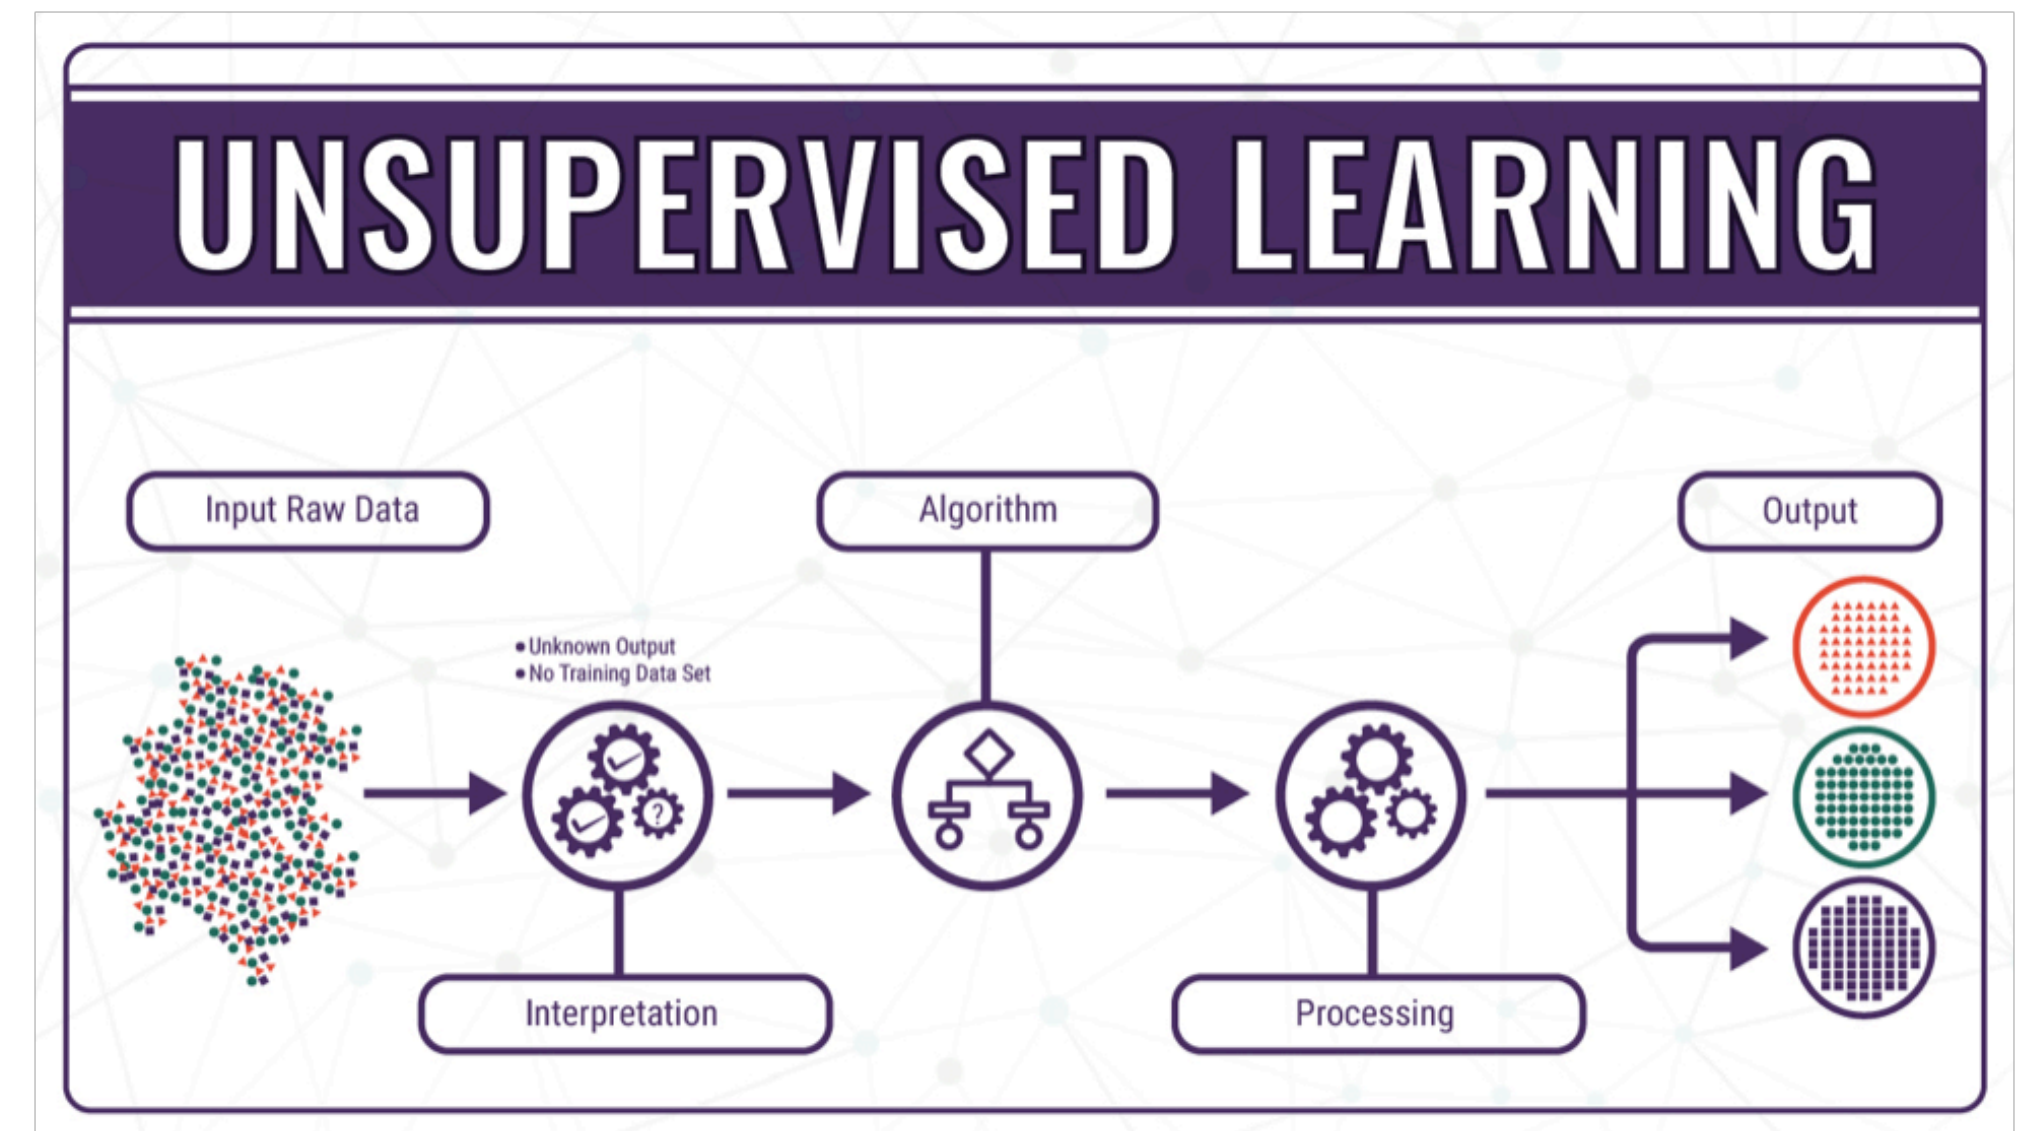 UNSUPERVISED LEARNING
Input Raw Data
Algorithm
Output
● Unknown Output
● No Training Data Set
?
Interpretation
Processing